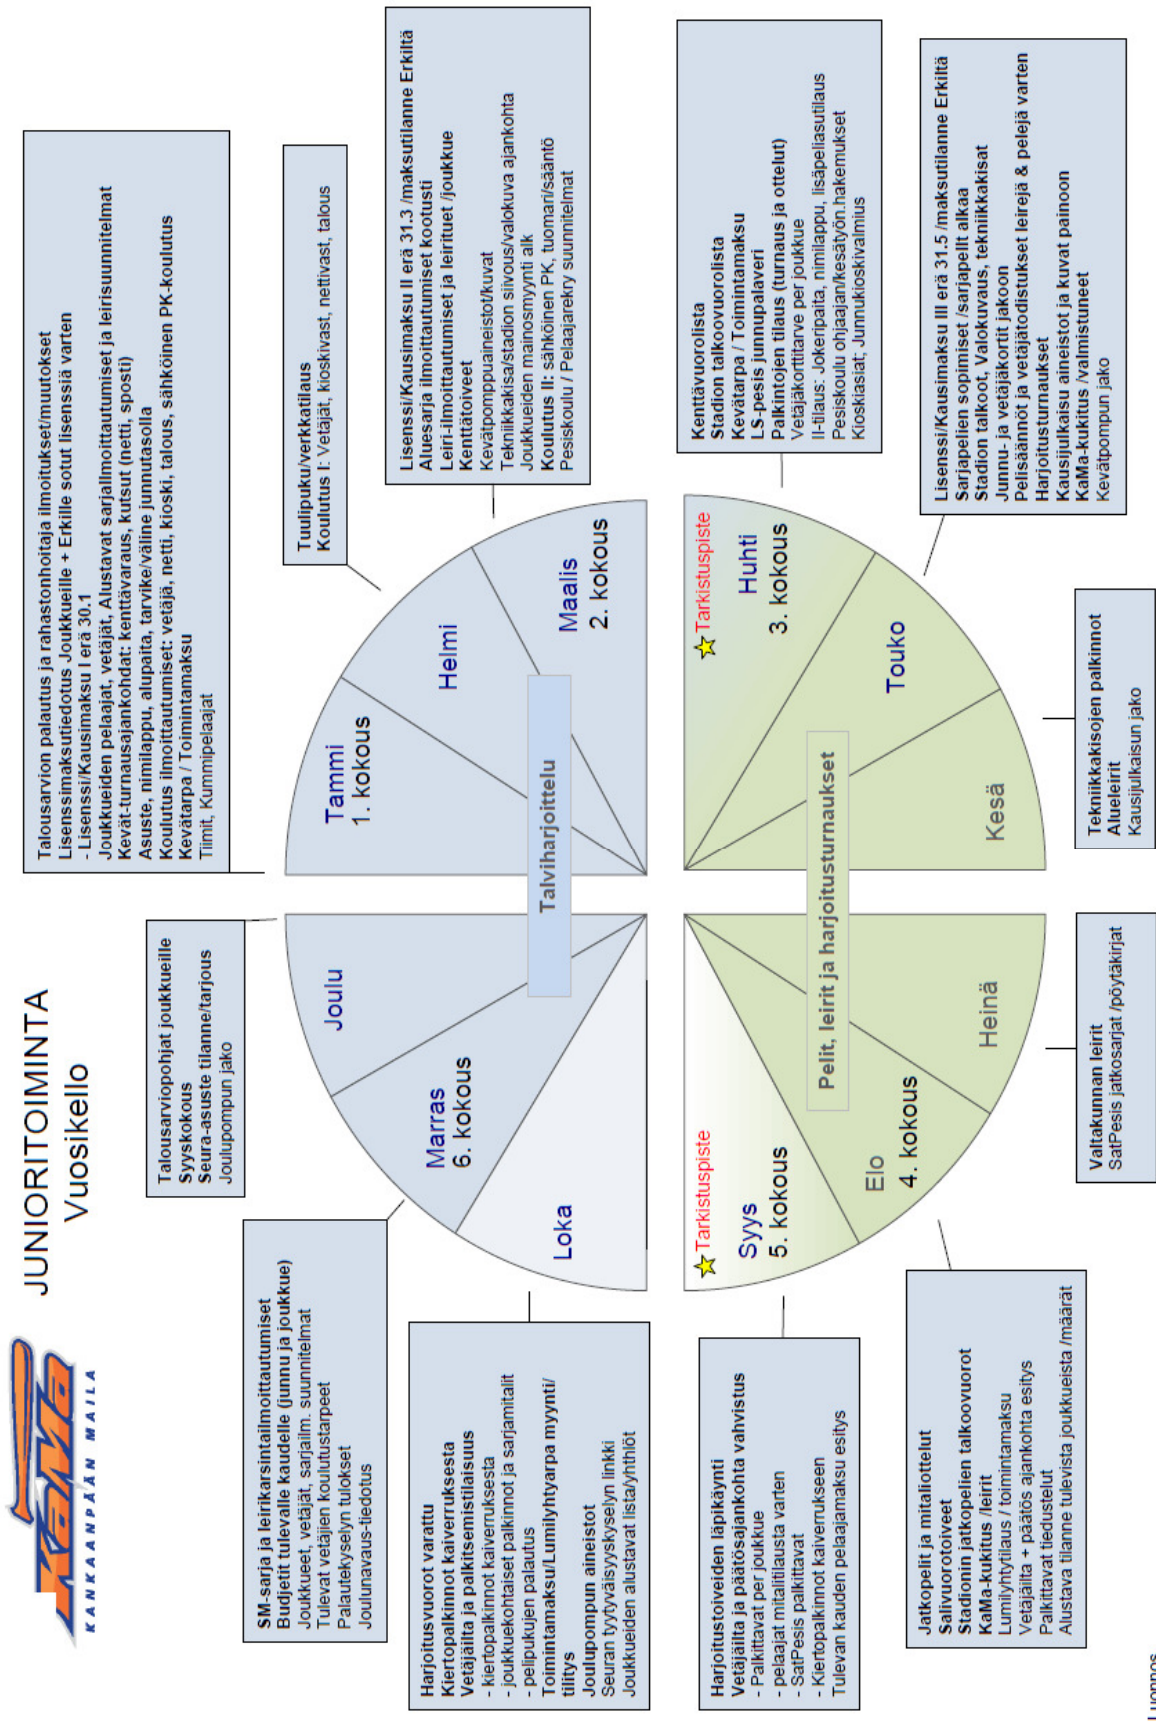 KaMa
KANKAANPÄÄN MAILA
JUNIORITOIMINTA
Vuosikello
Talousarvion palautus ja rahastonhoitaja ilmoitukset/muutokset
Lisenssimaksutiedotus Joukkueille + Erkille sotut lisenssiä varten
- Lisenssi/Kausimaksu I erä 30.1
Joukkueiden pelaajat, vetäjät, Alustavat sarjailmoittautumiset ja leirisuunnitelmat
Kevät-turnausajankohdat: kenttävaraus, kutsut (netti, sposti)
Asuste, nimilappu, alupaita, tarvike/väline junnutasolla
Koulutus ilmoittautumiset: vetäjä, netti, kioski, talous, sähköinen PK-koulutus
Kevätarpa / Toimintamaksu
Tiimit, Kummipelaajat
Tuulipuku/verkkatilaus
Koulutus I: Vetäjät, kioskivast, nettivast, talous
Lisenssi/Kausimaksu II erä 31.3 /maksutilanne Erkiltä
Aluesarja ilmoittautumiset kootusti
Leiri-ilmoittautumiset ja leirituet /joukkue
Kenttätoiveet
Kevätpomppuaineistot/kuvat
Tekniikkakisa/stadion siivous/valokuva ajankohta
Joukkueiden mainosmyynti alk
Koulutus II: sähköinen PK, tuomari/sääntö
Pesiskoulu / Pelaajarekry suunnitelmat
Kenttävuorolista
Stadion talkoovuorolista
Kevätarpa / Toimintamaksu
LS-pesis junnupalaveri
Palkintojen tilaus (turnaus ja ottelut)
Vetäjäkorttitarve per joukkue
II-tilaus: Jokeripaita, nimilappu, lisäpeliasutilaus
Pesiskoulu ohjaajan/kesätyön.hakemukset
Kioskiasiat; Junnukioskivalmius
Lisenssi/Kausimaksu III erä 31.5 /maksutilanne Erkiltä
Sarjapelien sopimiset /sarjapelit alkaa
Stadion talkoot, Valokuvaus, tekniikkakisat
Junnu- ja vetäjäkortit jakoon
Pelisäännöt ja vetäjätodistukset leirejä & pelejä varten
Harjoitusturnaukset
Kausijulkaisu aineistot ja kuvat painoon
KaMa-kukitus /valmistuneet
Kevätpompun jako
Tekniikkakisojen palkinnot
Alueleirit
Kausijulkaisun jako
Valtakunnan leirit
SatPesis jatkosarjat /pöytäkirjat
Jatkopelit ja mitaliottelut
Salivuorotoiveet
Stadionin jatkopelien talkoovuorot
KaMa-kukitus /leirit
Lumilyhtytilaus / toimintamaksu
Vetäjäilta + päätös ajankohta esitys
Palkittavat tiedustelut
Alustava tilanne tulevista joukkueista /määrät
Harjoitustoiveiden läpikäynti
Vetäjäilta ja päätösajankohta vahvistus
- Palkittavat per joukkue
- pelaajat mitalitilausta varten
- SatPesis palkittavat
- Kiertopalkinnot kaiverrukseen
Tulevan kauden pelaajamaksu esitys
Harjoitusvuorot varattu
Kiertopalkinnot kaiverruksesta
Vetäjäilta ja palkitsemistilaisuus
- kiertopalkinnot kaiverruksesta
- joukkuekohtaiset palkinnot ja sarjamitalit
- pelipukujen palautus
Toimintamaksu/Lumilyhtyarpa myynti/
tilitys
Joulupompun aineistot
Seuran tyytyväisyyskyselyn linkki
Joukkueiden alustavat lista/yhthlöt
SM-sarja ja leirikarsintailmoittautumiset
Budjetit tulevalle kaudelle (junnu ja joukkue)
Joukkueet, vetäjät, sarjailm. suunnitelmat
Tulevat vetäjien koulutustarpeet
Palautekyselyn tulokset
Joulunavaus-tiedotus
Talousarviopohjat joukkueille
Syyskokous
Seura-asuste tilanne/tarjous
Joulupompun jako
Tammi
1. kokous
Helmi
Maalis
2. kokous
Talviharjoittelu
Tarkistuspiste
Huhti
3. kokous
Touko
Kesä
Pelit, leirit ja harjoitusturnaukset
Heinä
Elo
4. kokous
Tarkistuspiste
Syys
5. kokous
Loka
Marras
6. kokous
Joulu
Luonnos